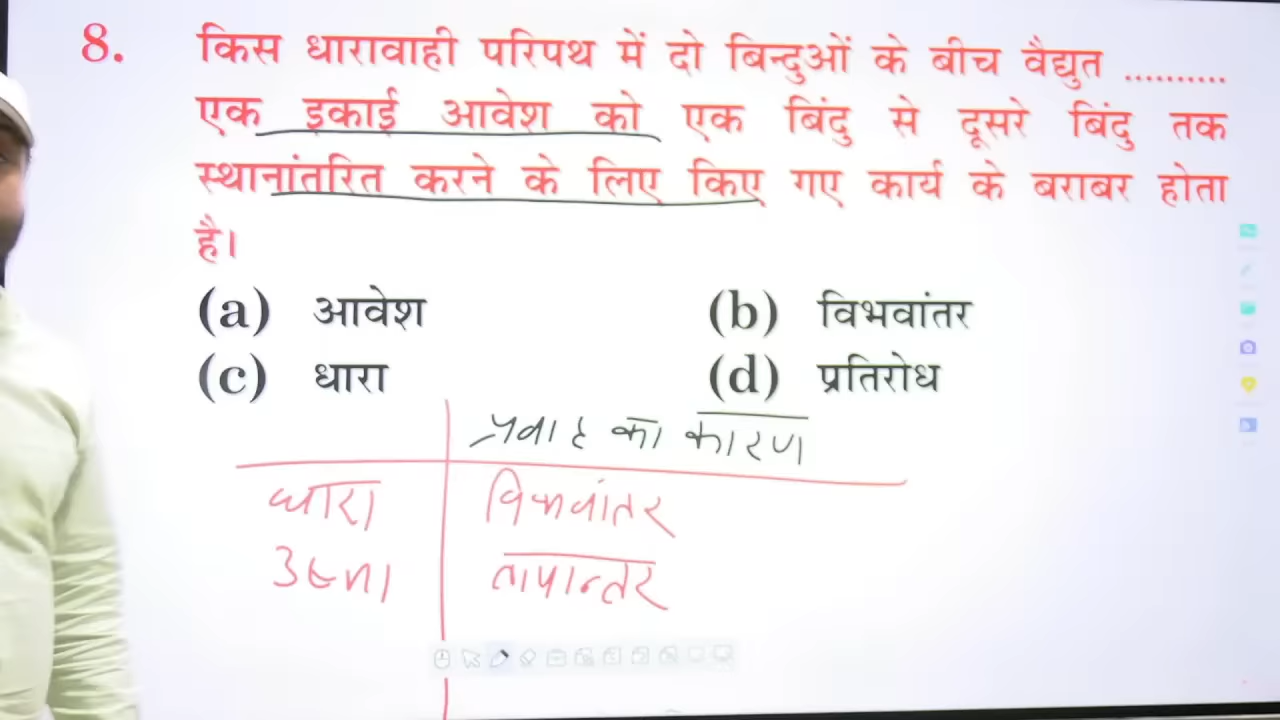 8. किस धारावाही परिपथ में दो बिन्दुओं के बीच वैद्युत ..........
एक इकाई आवेश को एक बिंदु से दूसरे बिंदु तक
स्थानांतरित करने के लिए किए गए कार्य के बराबर होता
है।
(a) आवेश (b) विभवांतर
(c) धारा (d) प्रतिरोध
प्रवाह का कारण
धारा विभवांतर
उष्मा तापान्तर